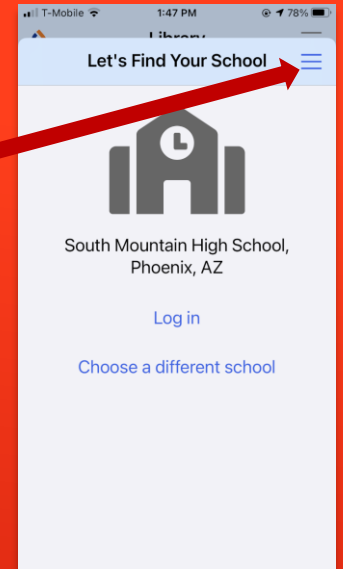 T-Mobile 1:47 PM 78%
Library
Let's Find Your School
South Mountain High School,
Phoenix, AZ
Log in
Choose a different school